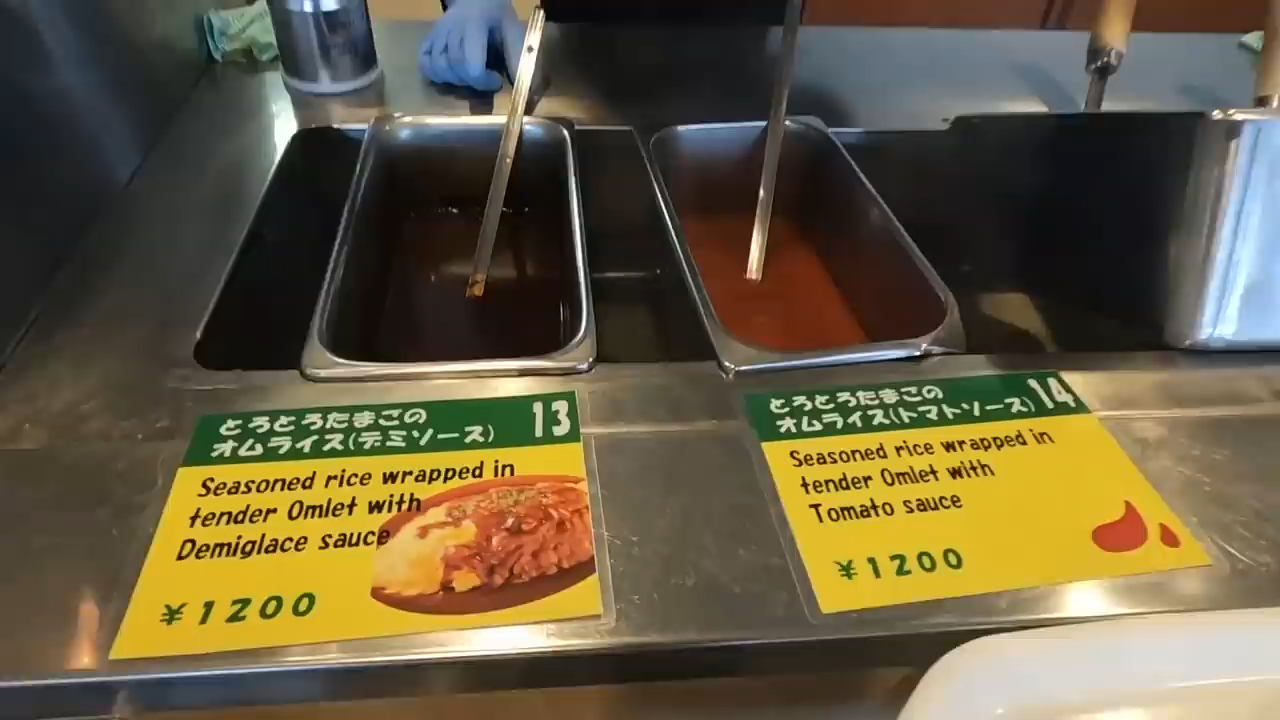 とろとろたまごの
オムライス(デミソース)
13
Seasoned rice wrapped in
tender Omlet with
Demiglace sauce
¥1200
とろとろたまごの
オムライス(トマトソース)
14
Seasoned rice wrapped in
tender Omlet with
Tomato sauce
¥1200